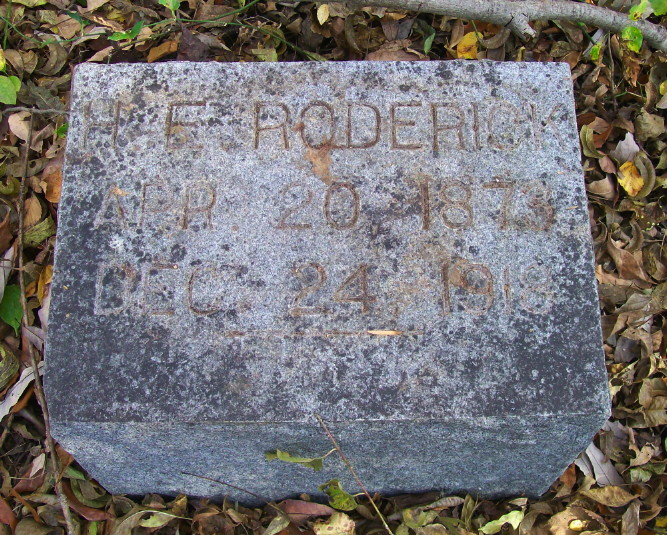 H. E. RODERICK
APR. 20, 1873
DEC. 24, 1918